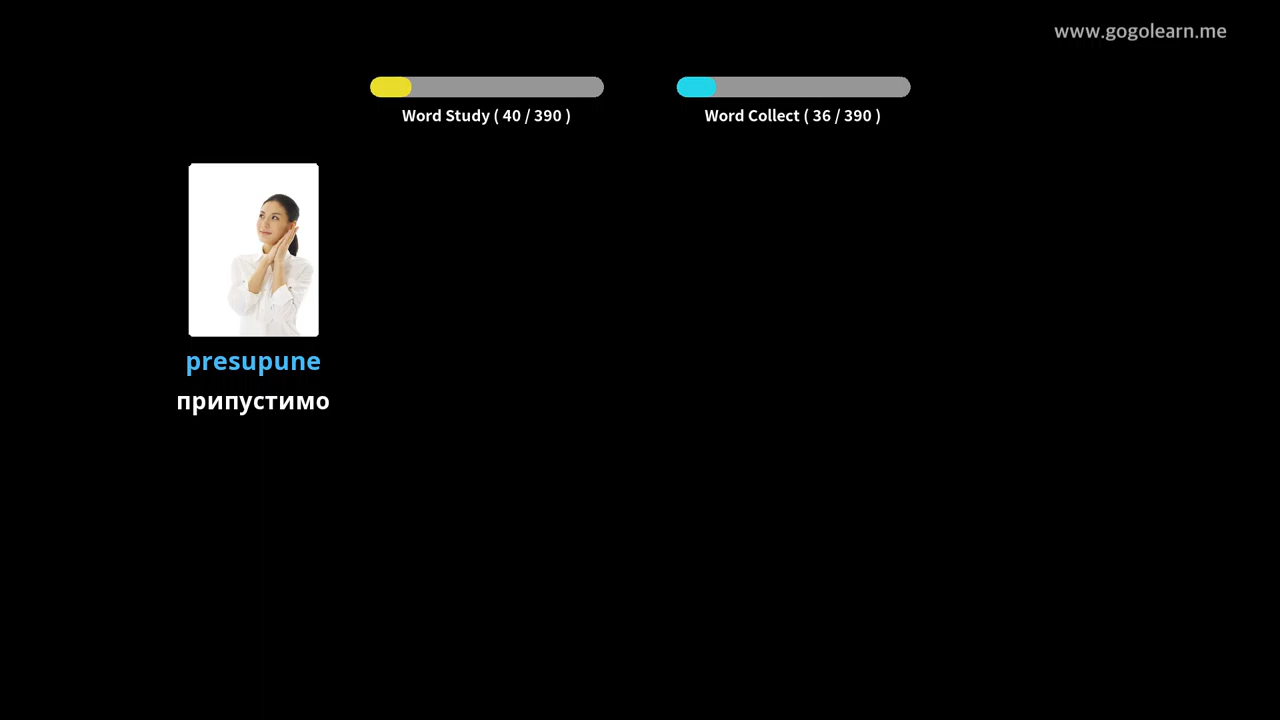 www.gogolearn.me
Word Study ( 40 / 390 )
Word Collect ( 36 / 390 )
presupune
припустимо